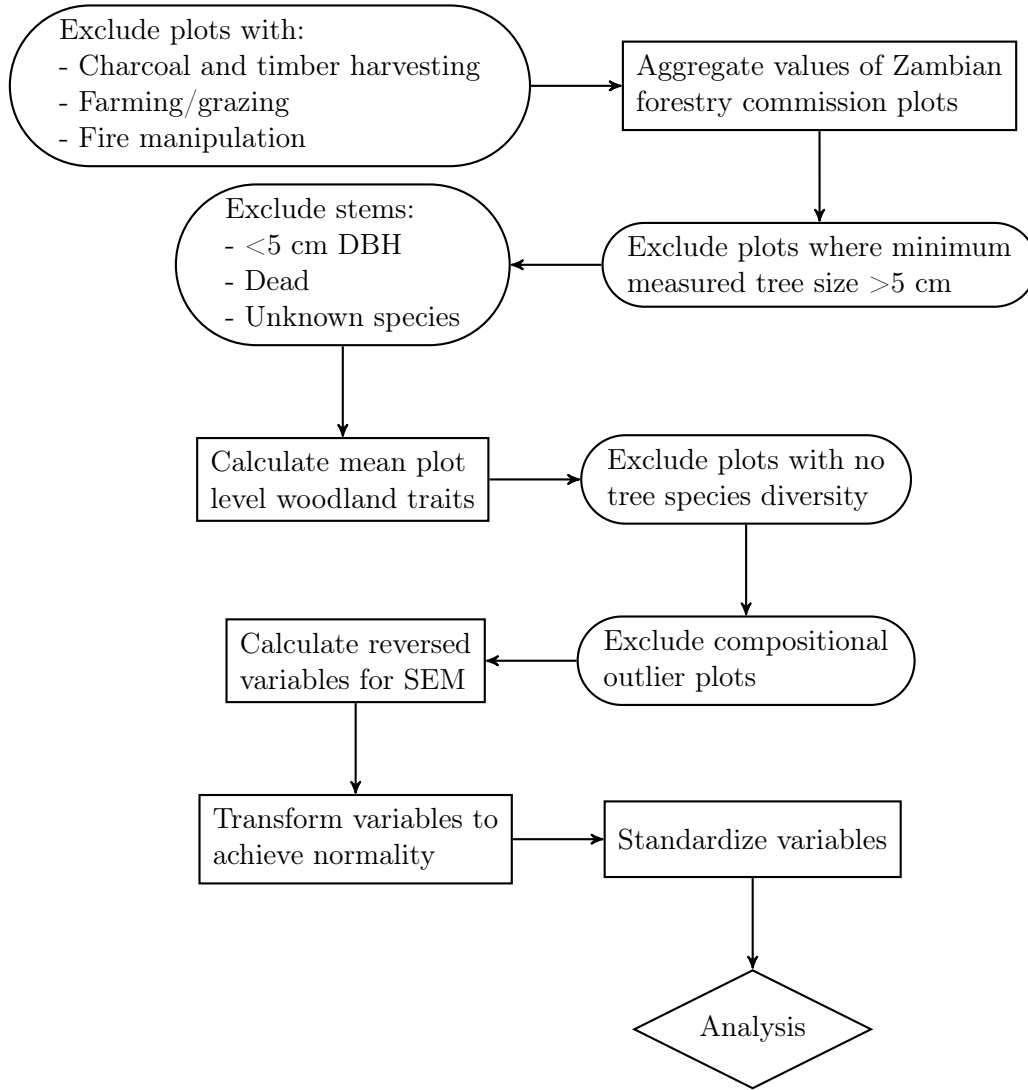 Exclude plots with:
- Charcoal and timber harvesting
- Farming/grazing
- Fire manipulation
Aggregate values of Zambian
forestry commission plots
Exclude plots where minimum
measured tree size >5 cm
Exclude stems:
- <5 cm DBH
- Dead
- Unknown species
Calculate mean plot
level woodland traits
Exclude plots with no
tree species diversity
Exclude compositional
outlier plots
Calculate reversed
variables for SEM
Transform variables to
achieve normality
Standardize variables
Analysis